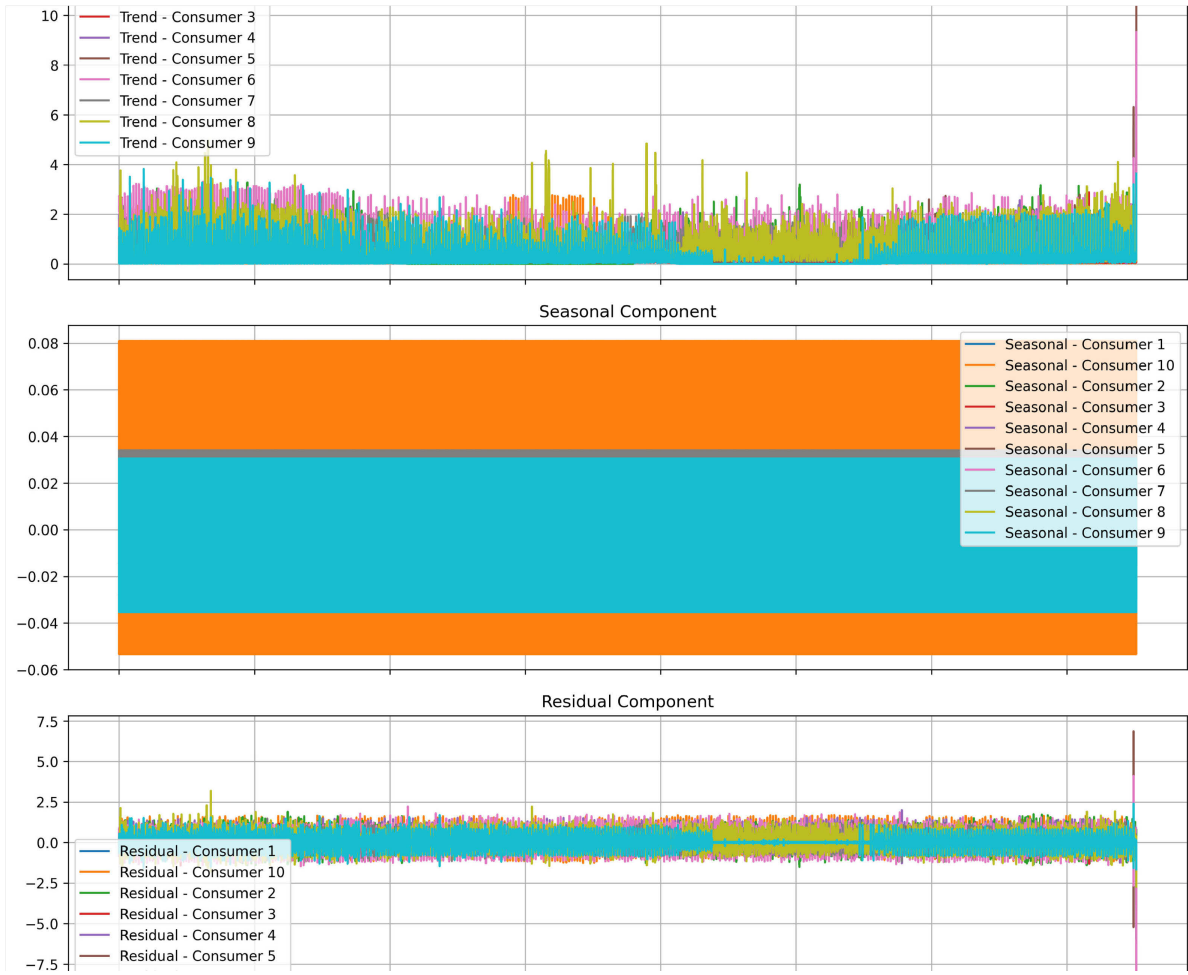 10
8
6
4
2
0
Trend - Consumer 3
Trend - Consumer 4
Trend - Consumer 5
Trend - Consumer 6
Trend - Consumer 7
Trend - Consumer 8
Trend - Consumer 9
Seasonal Component
0.08
0.06
0.04
0.02
0.00
−0.02
−0.04
−0.06
Seasonal - Consumer 1
Seasonal - Consumer 10
Seasonal - Consumer 2
Seasonal - Consumer 3
Seasonal - Consumer 4
Seasonal - Consumer 5
Seasonal - Consumer 6
Seasonal - Consumer 7
Seasonal - Consumer 8
Seasonal - Consumer 9
Residual Component
7.5
5.0
2.5
0.0
−2.5
−5.0
−7.5
Residual - Consumer 1
Residual - Consumer 10
Residual - Consumer 2
Residual - Consumer 3
Residual - Consumer 4
Residual - Consumer 5